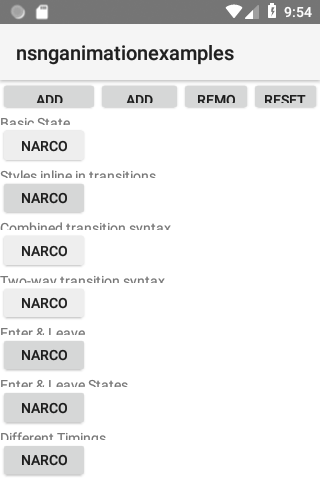 9:54
nsnganimationexamples
ADD ADD REMO RESET
Basic State
NARCO
Styles inline in transitions
NARCO
Combined transition syntax
NARCO
Two-way transition syntax
NARCO
Enter & Leave
NARCO
Enter & Leave States
NARCO
Different Timings
NARCO